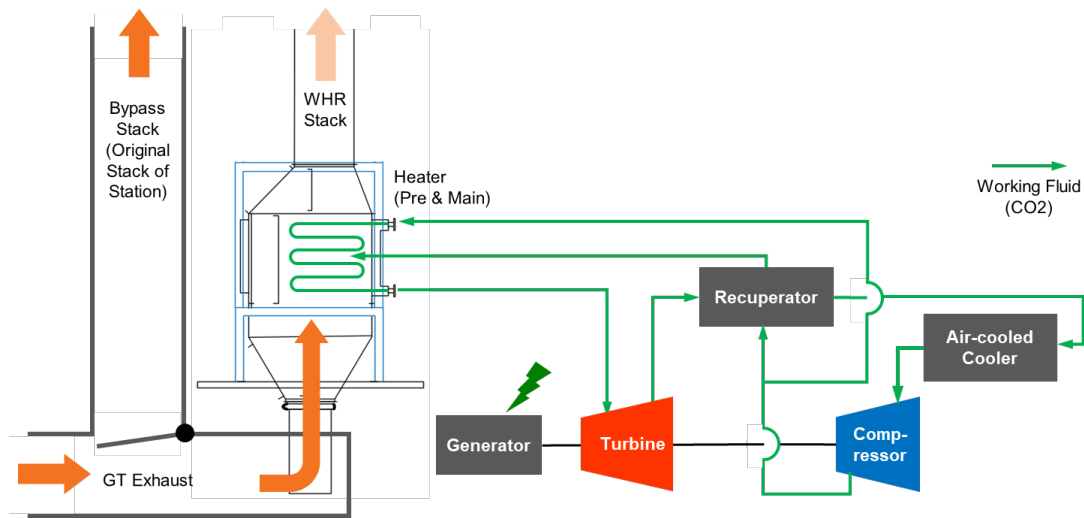 Bypass
Stack
(Original
Stack of
Station)
WHR
Stack
Heater
(Pre & Main)
Working Fluid
(CO2)
Recuperator
Air-cooled
Cooler
Generator
Turbine
Comp-
ressor
GT Exhaust